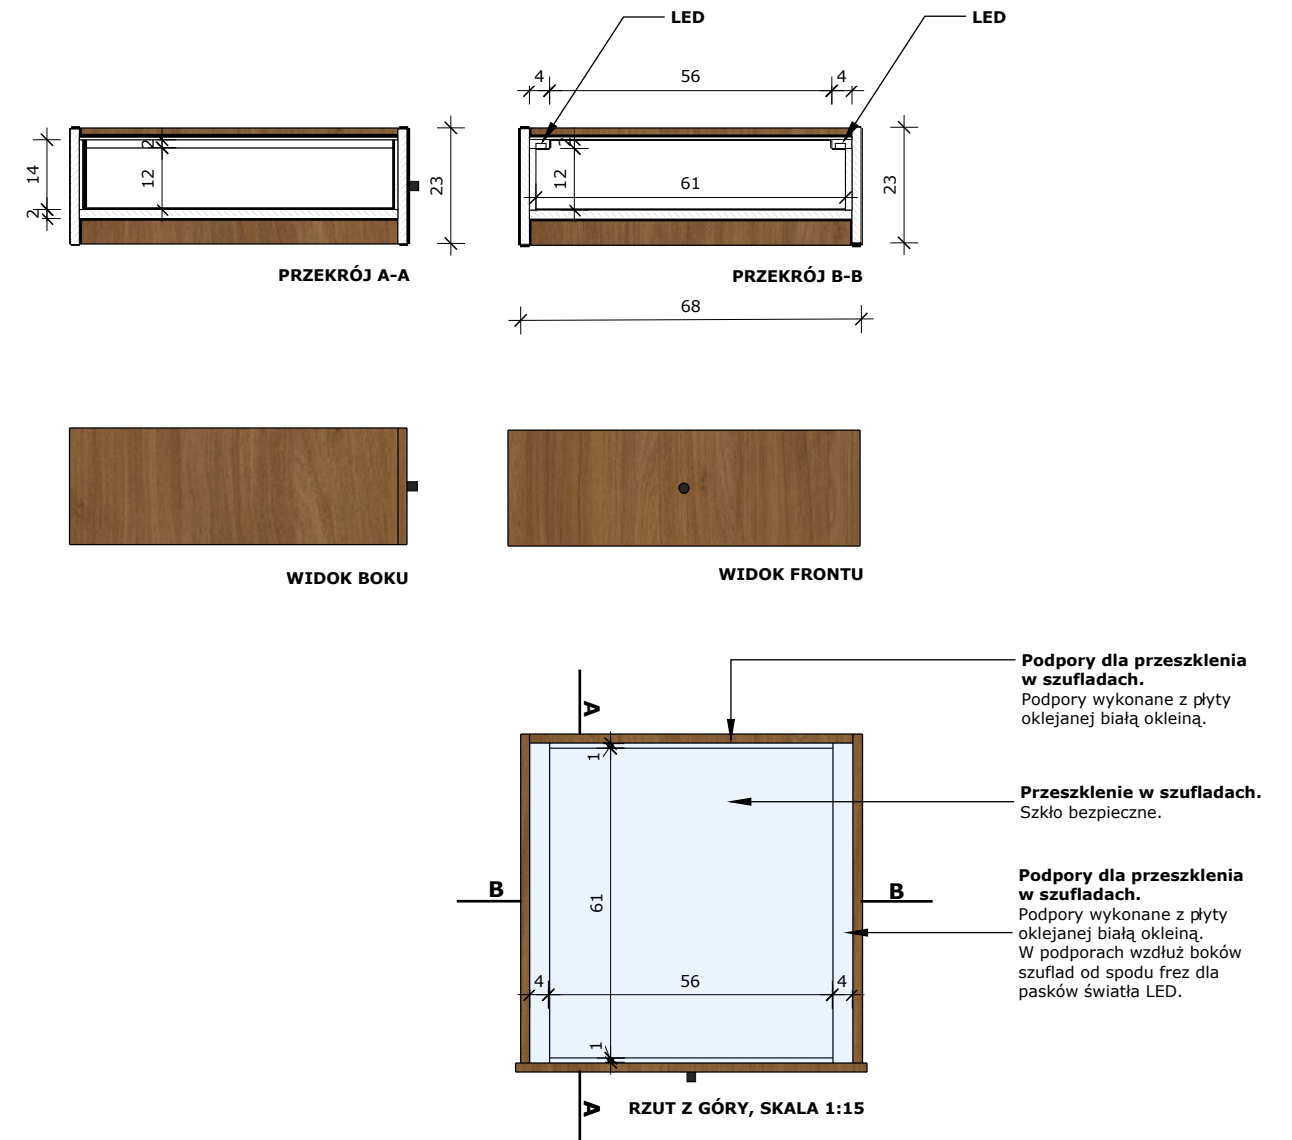 LED
LED
4
56
4
14
2
2
12
23
2
12
61
23
PRZEKRÓJ A-A
PRZEKRÓJ B-B
68
WIDOK BOKU
WIDOK FRONTU
Podpory dla przeszklenia
w szufladach.
Podpory wykonane z płyty
oklejanej białą okleiną.
A
1
Przeszklenie w szufladach.
Szkło bezpieczne.
B
B
61
Podpory dla przeszklenia
w szufladach.
Podpory wykonane z płyty
oklejanej białą okleiną.
W podporach wzdłuż boków
szuflad od spodu frez dla
pasków światła LED.
4
56
4
1
A
RZUT Z GÓRY, SKALA 1:15